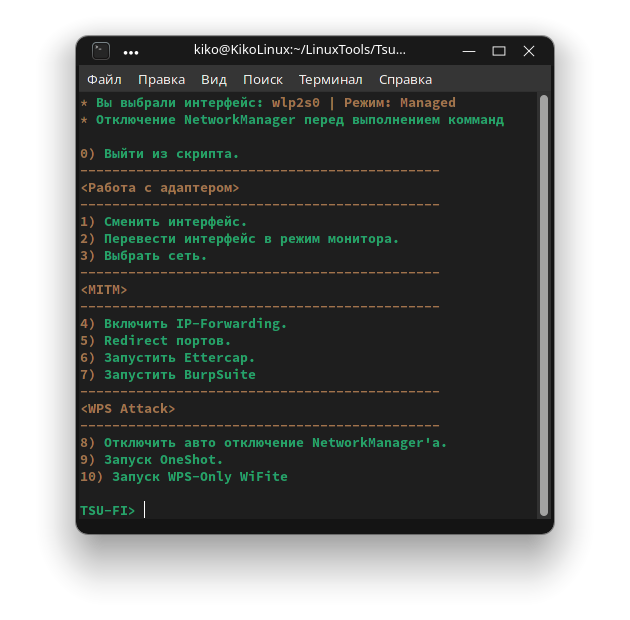 kiko@KikoLinux:~/LinuxTools/Tsu...
Файл Правка Вид Поиск Терминал Справка
* Вы выбрали интерфейс: wlp2s0 | Режим: Managed
* Отключение NetworkManager перед выполнением комманд
0) Выйти из скрипта.
---------------------------------------------
<Работа с адаптером>
---------------------------------------------
1) Сменить интерфейс.
2) Перевести интерфейс в режим монитора.
3) Выбрать сеть.
---------------------------------------------
<MITM>
---------------------------------------------
4) Включить IP-Forwarding.
5) Redirect портов.
6) Запустить Ettercap.
7) Запустить BurpSuite
---------------------------------------------
<WPS Attack>
---------------------------------------------
8) Отключить авто отключение NetworkManager'а.
9) Запуск OneShot.
10) Запуск WPS-Only WiFite
TSU-FI>